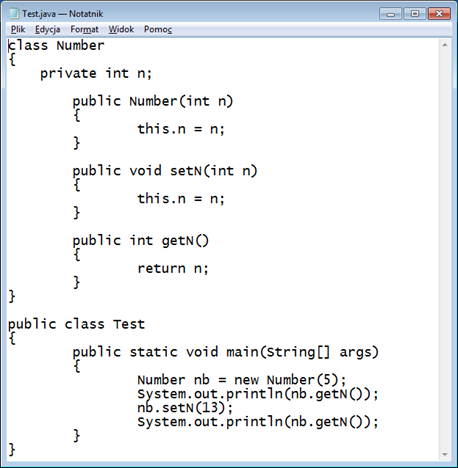 Test.java — Notatnik
Plik Edycja Format Widok Pomoc
class Number
{
    private int n;

        public Number(int n)
        {
                this.n = n;
        }

        public void setN(int n)
        {
                this.n = n;
        }

        public int getN()
        {
                return n;
        }
}

public class Test
{
        public static void main(String[] args)
        {
                Number nb = new Number(5);
                System.out.println(nb.getN());
                nb.setN(13);
                System.out.println(nb.getN());
        }
}